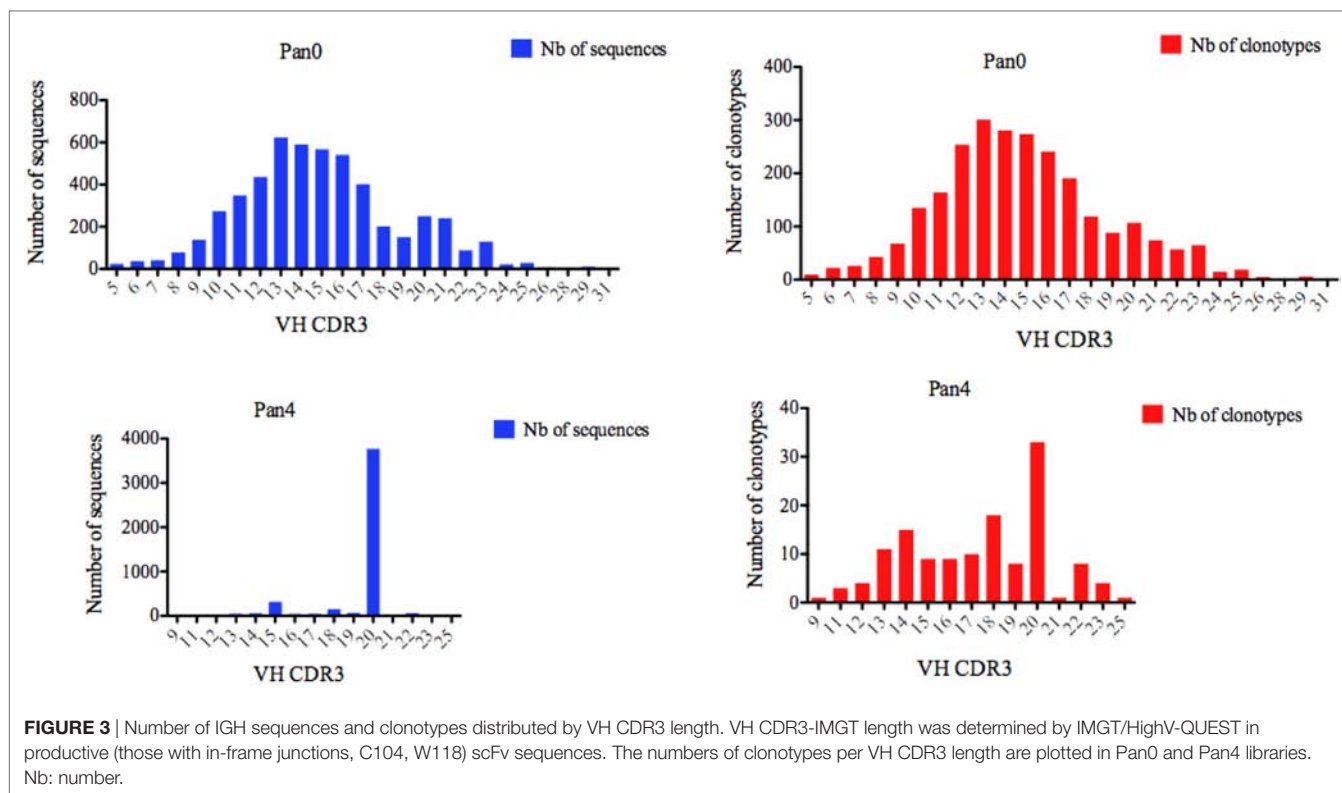 Pan0
Nb of sequences
Number of sequences
800
600
400
200
0
5 6 7 8 9 10 11 12 13 14 15 16 17 18 19 20 21 22 23 24 25 26 28 29 31
VH CDR3
Pan0
Nb of clonotypes
Number of clonotypes
400
300
200
100
0
5 6 7 8 9 10 11 12 13 14 15 16 17 18 19 20 21 22 23 24 25 26 28 29 31
VH CDR3
Pan4
Nb of sequences
Number of sequences
4000
3000
2000
1000
0
9 11 12 13 14 15 16 17 18 19 20 21 22 23 25
VH CDR3
Pan4
Nb of clonotypes
Number of clonotypes
40
30
20
10
0
9 11 12 13 14 15 16 17 18 19 20 21 22 23 25
VH CDR3
FIGURE 3 | Number of IGH sequences and clonotypes distributed by VH CDR3 length. VH CDR3-IMGT length was determined by IMGT/HighV-QUEST in
productive (those with in-frame junctions, C104, W118) scFv sequences. The numbers of clonotypes per VH CDR3 length are plotted in Pan0 and Pan4 libraries.
Nb: number.